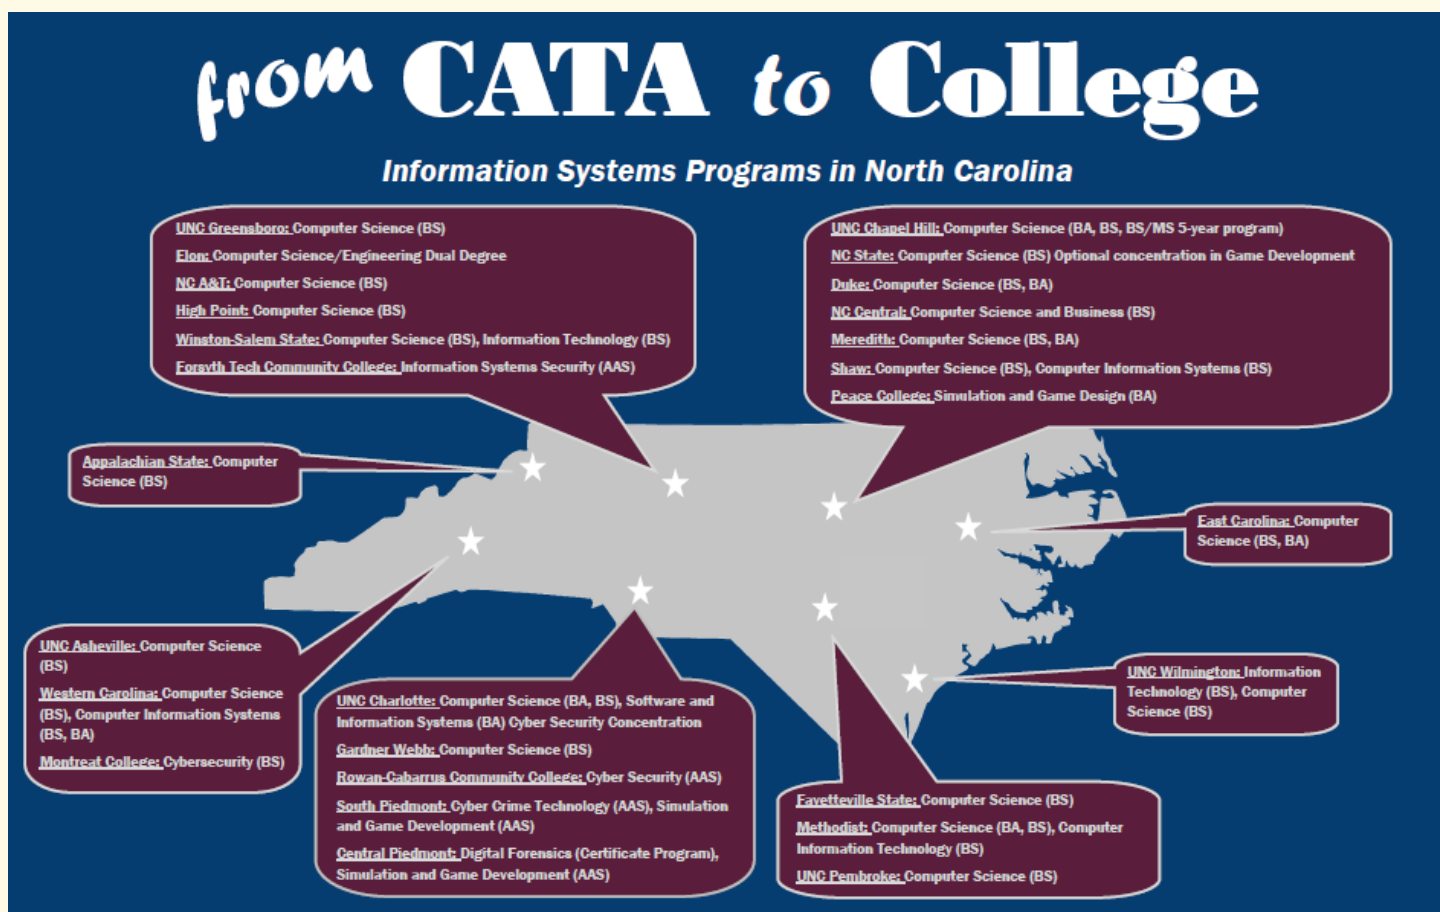 from CATA to College
Information Systems Programs in North Carolina
UNC Greensboro: Computer Science (BS)
Elon: Computer Science/Engineering Dual Degree
NC A&T: Computer Science (BS)
High Point: Computer Science (BS)
Winston-Salem State: Computer Science (BS), Information Technology (BS)
Forsyth Tech Community College: Information Systems Security (AAS)
UNC Chapel Hill: Computer Science (BA, BS, BS/MS 5-year program)
NC State: Computer Science (BS) Optional concentration in Game Development
Duke: Computer Science (BS, BA)
NC Central: Computer Science and Business (BS)
Meredith: Computer Science (BS, BA)
Shaw: Computer Science (BS), Computer Information Systems (BS)
Peace College: Simulation and Game Design (BA)
Appalachian State: Computer
Science (BS)
East Carolina: Computer
Science (BS, BA)
UNC Asheville: Computer Science
(BS)
Western Carolina: Computer Science
(BS), Computer Information Systems
(BS, BA)
Montreat College: Cybersecurity (BS)
UNC Charlotte: Computer Science (BA, BS), Software and
Information Systems (BA) Cyber Security Concentration
Gardner Webb: Computer Science (BS)
Rowan-Cabarrus Community College: Cyber Security (AAS)
South Piedmont: Cyber Crime Technology (AAS), Simulation
and Game Development (AAS)
Central Piedmont: Digital Forensics (Certificate Program),
Simulation and Game Development (AAS)
UNC Wilmington: Information
Technology (BS), Computer
Science (BS)
Fayetteville State: Computer Science (BS)
Methodist: Computer Science (BA, BS), Computer
Information Technology (BS)
UNC Pembroke: Computer Science (BS)